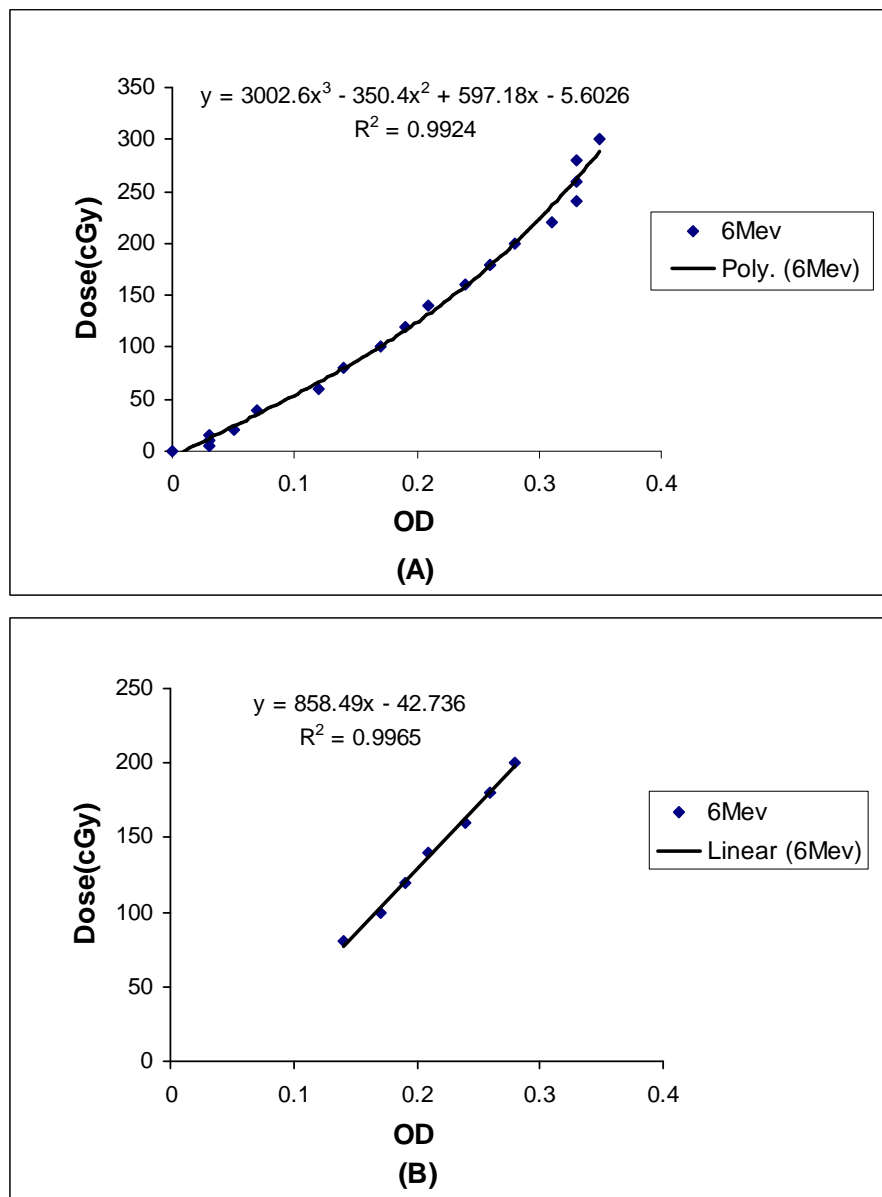 y = 3002.6x³ - 350.4x² + 597.18x - 5.6026
R² = 0.9924
350
300
250
200
150
100
50
0
Dose(cGy)
0 0.1 0.2 0.3 0.4
OD
(A)
6Mev
Poly. (6Mev)
y = 858.49x - 42.736
R² = 0.9965
250
200
150
100
50
0
Dose(cGy)
0 0.1 0.2 0.3 0.4
OD
(B)
6Mev
Linear (6Mev)